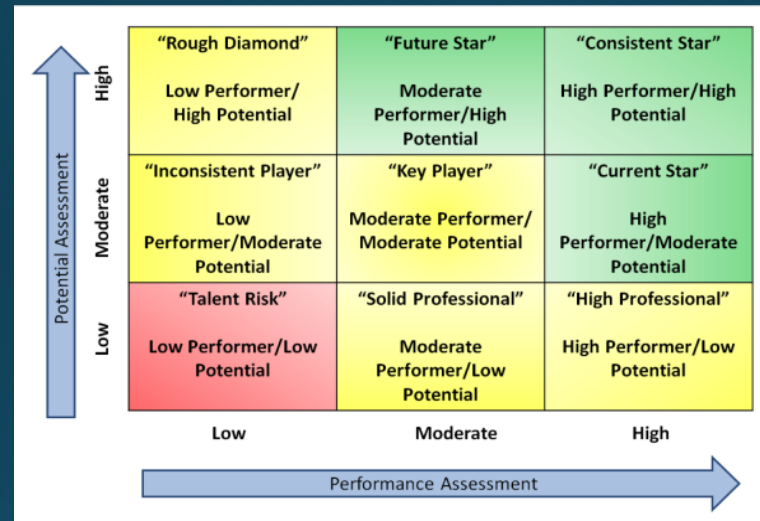 Potential Assessment
High
“Rough Diamond”
Low Performer/
High Potential
“Future Star”
Moderate
Performer/High
Potential
“Consistent Star”
High Performer/High
Potential
Moderate
“Inconsistent Player”
Low
Performer/Moderate
Potential
“Key Player”
Moderate Performer/
Moderate Potential
“Current Star”
High
Performer/Moderate
Potential
Low
“Talent Risk”
Low Performer/Low
Potential
“Solid Professional”
Moderate
Performer/Low
Potential
“High Professional”
High Performer/Low
Potential
Low
Moderate
High
Performance Assessment